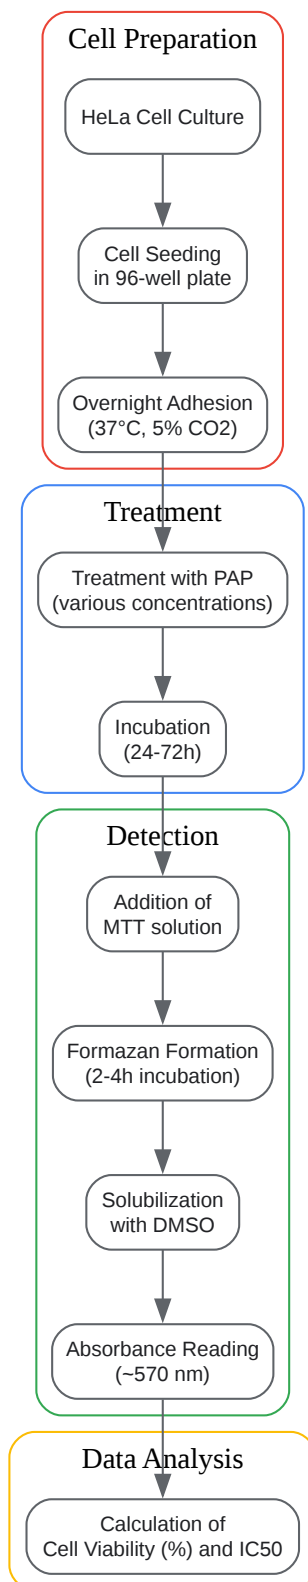 Cell Preparation
HeLa Cell Culture
Cell Seeding
in 96-well plate
Overnight Adhesion
(37°C, 5% CO2)
Treatment
Treatment with PAP
(various concentrations)
Incubation
(24-72h)
Detection
Addition of
MTT solution
Formazan Formation
(2-4h incubation)
Solubilization
with DMSO
Absorbance Reading
(~570 nm)
Data Analysis
Calculation of
Cell Viability (%) and IC50